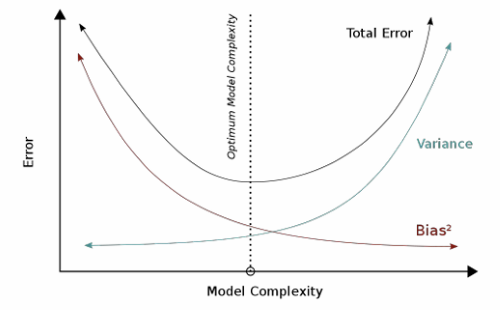 Total Error
Optimum Model Complexity
Variance
Error
Bias²
Model Complexity